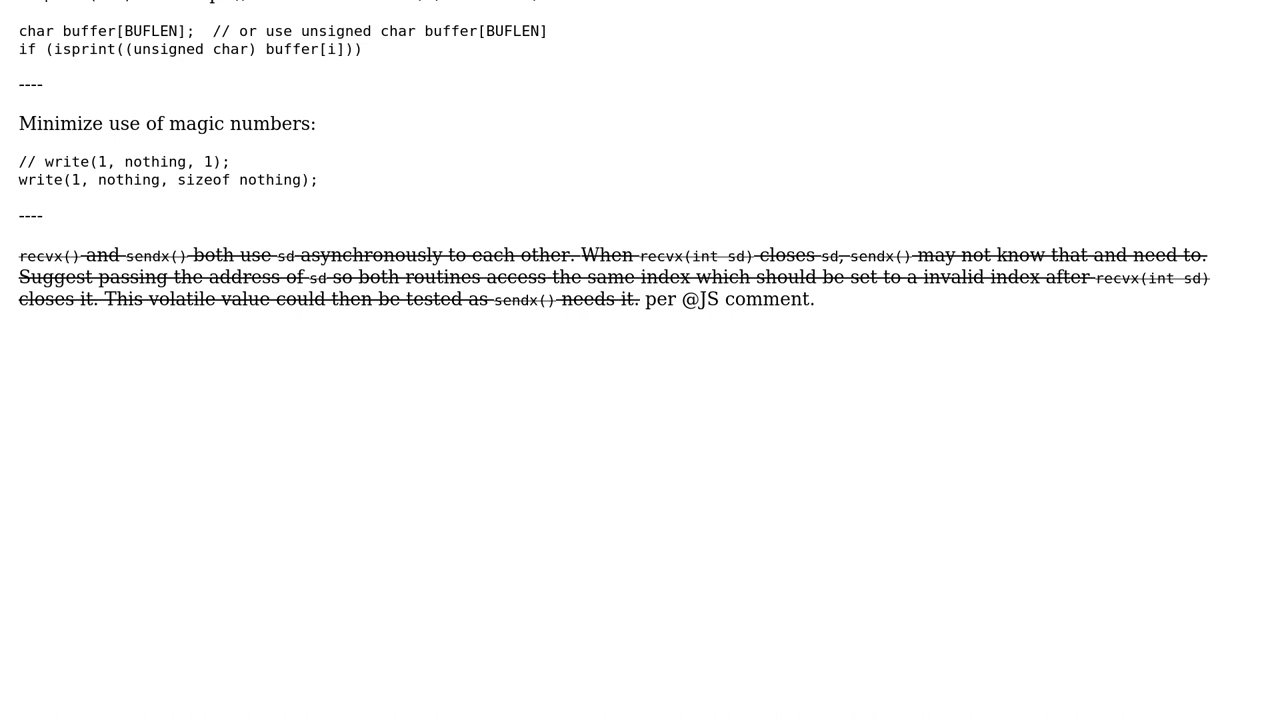 char buffer[BUFLEN];  // or use unsigned char buffer[BUFLEN]
if (isprint((unsigned char) buffer[i]))
----
Minimize use of magic numbers:
// write(1, nothing, 1);
write(1, nothing, sizeof nothing);
----
recvx() and sendx() both use sd asynchronously to each other. When recvx(int sd) closes sd, sendx() may not know that and need to.
Suggest passing the address of sd so both routines access the same index which should be set to a invalid index after recvx(int sd)
closes it. This volatile value could then be tested as sendx() needs it. per @JS comment.